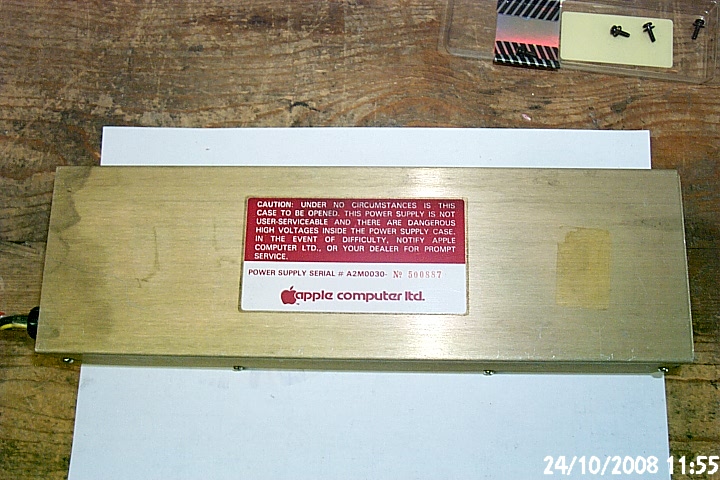 CAUTION: UNDER NO CIRCUMSTANCES IS THIS
CASE TO BE OPENED. THIS POWER SUPPLY IS NOT
USER-SERVICEABLE AND THERE ARE DANGEROUS
HIGH VOLTAGES INSIDE THE POWER SUPPLY CASE.
IN THE EVENT OF DIFFICULTY, NOTIFY APPLE
COMPUTER LTD., OR YOUR DEALER FOR PROMPT
SERVICE.
POWER SUPPLY SERIAL # A2M0030- Nº 500887
apple computer ltd.
24/10/2008 11:55